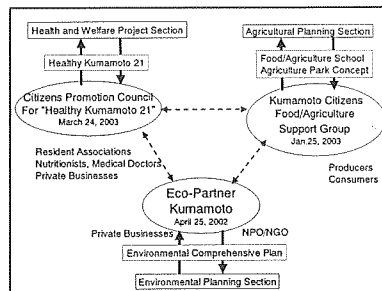 Health and Welfare Project Section
Healthy Kumamoto 21
Citizens Promotion Council
For "Healthy Kumamoto 21"
March 24, 2003
Agricultural Planning Section
Food/Agriculture School
Agriculture Park Concept
Kumamoto Citizens
Food/Agriculture
Support Group
Jan.25, 2003
Resident Associations
Nutritionists, Medical Doctors
Private Businesses
Producers
Consumers
Eco-Partner
Kumamoto
April 25, 2002
Private Businesses
NPO/NGO
Environmental Comprehensive Plan
Environmental Planning Section